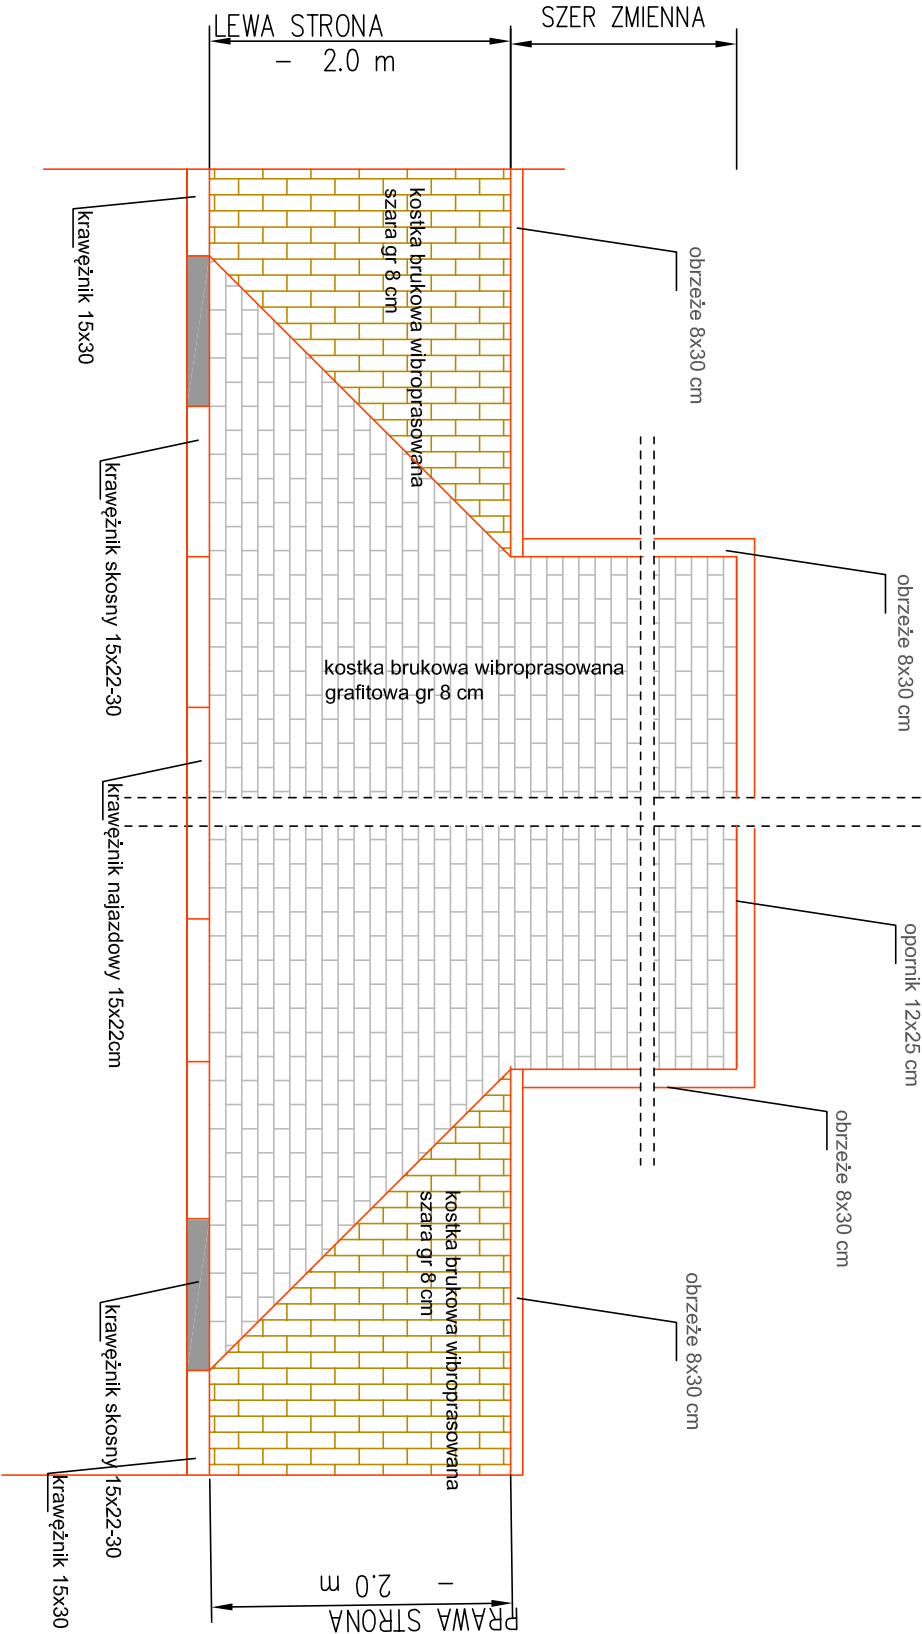 LEWA STRONA
– 2.0 m
SZER ZMIENNA
kostka brukowa wibroprasowana
szara gr 8 cm
krawężnik 15x30
obrzeże 8x30 cm
krawężnik skosny 15x22-30
obrzeże 8x30 cm
kostka brukowa wibroprasowana
grafitowa gr 8 cm
krawężnik najazdowy 15x22cm
opornik 12x25 cm
obrzeże 8x30 cm
kostka brukowa wibroprasowana
szara gr 8 cm
obrzeże 8x30 cm
krawężnik skosny 15x22-30
krawężnik 15x30
– 2.0 m
PRAWA STRONA